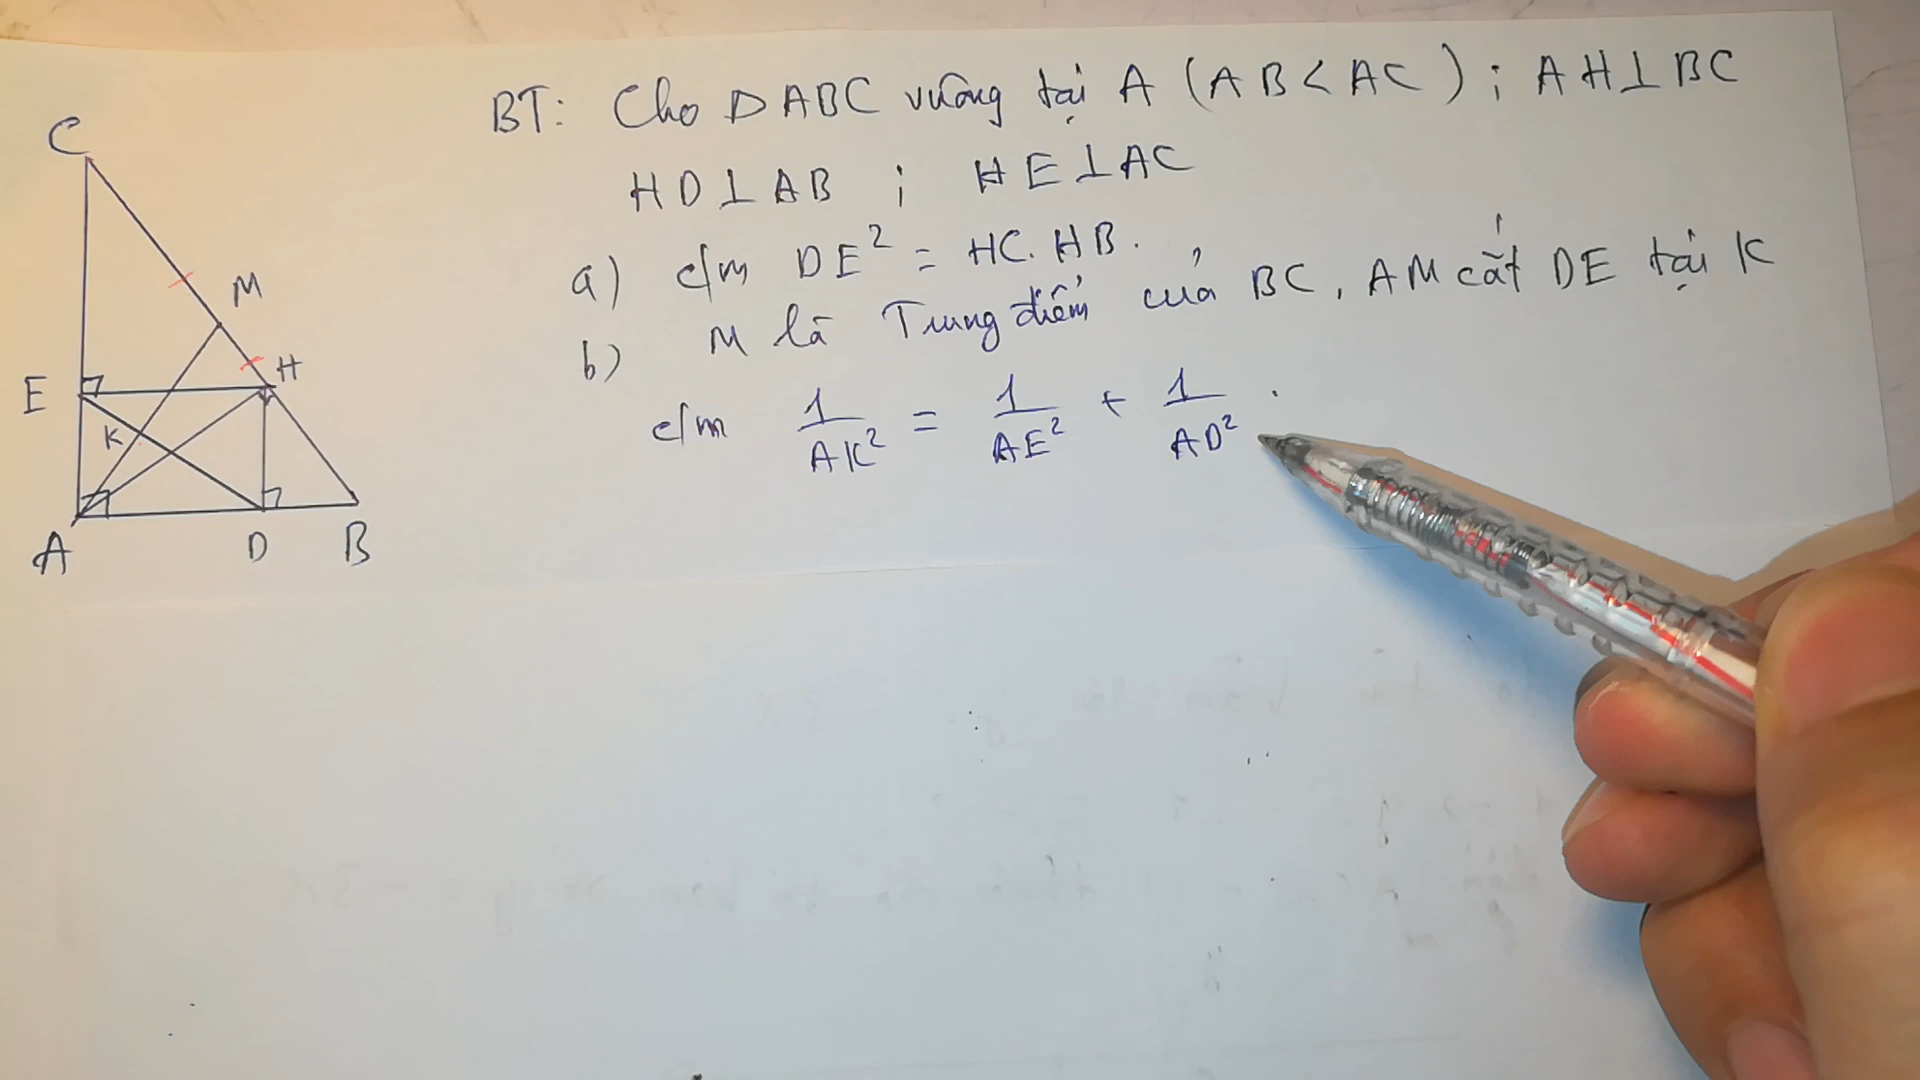 BT: Cho △ABC vuông tại A (AB < AC); AH⊥BC
HD⊥AB ; HE⊥AC
a) c/m DE² = HC.HB.
b) M là Trung điểm của BC, AM cắt DE tại K
c/m 1/AK² = 1/AE² + 1/AD².
C
M
H
E
K
A
D
B